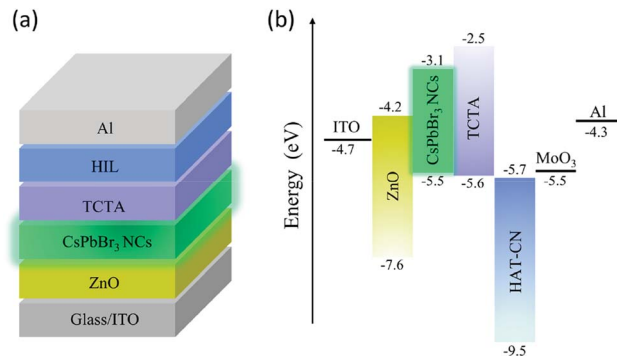 (a)
Al
HIL
TCTA
CsPbBr₃ NCs
ZnO
Glass/ITO
(b)
Energy (eV)
ITO
-4.7
-4.2
ZnO
-7.6
-3.1
CsPbBr₃ NCs
-5.5
-2.5
TCTA
-5.6
-5.7
HAT-CN
-9.5
MoO₃
-5.5
Al
-4.3